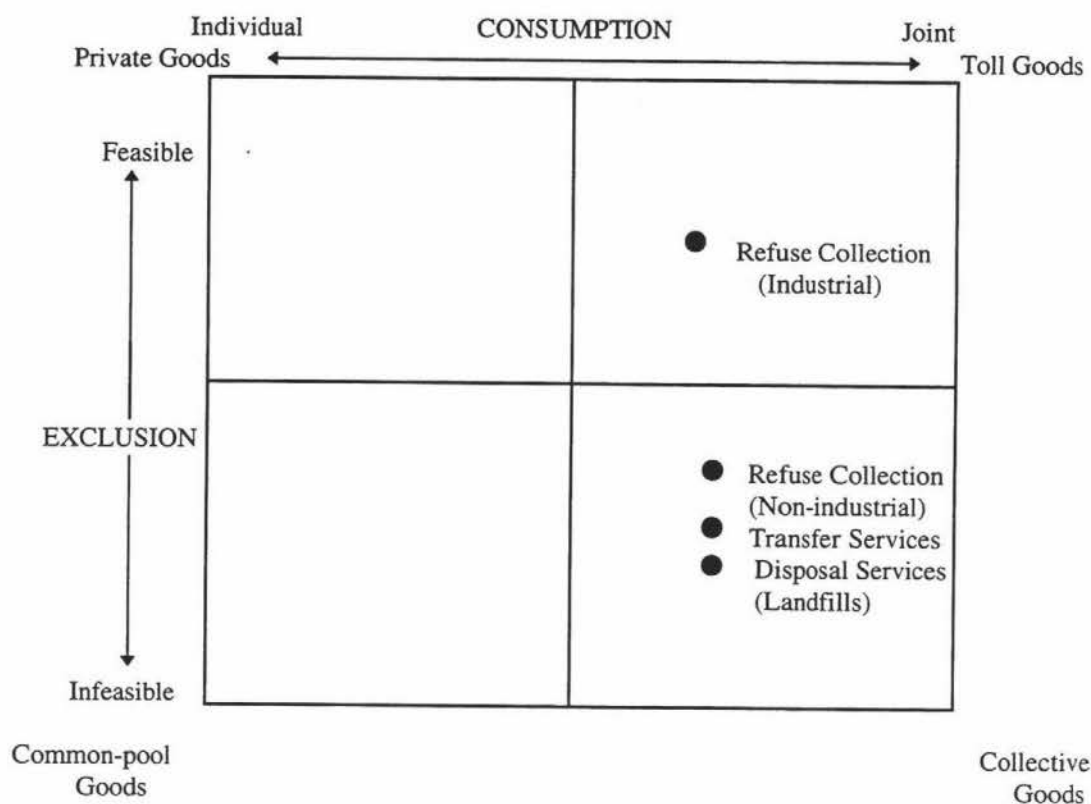 Individual
CONSUMPTION
Joint
Private Goods
Toll Goods
Feasible
Refuse Collection
(Industrial)
EXCLUSION
Refuse Collection
(Non-industrial)
Transfer Services
Disposal Services
(Landfills)
Infeasible
Common-pool
Goods
Collective
Goods